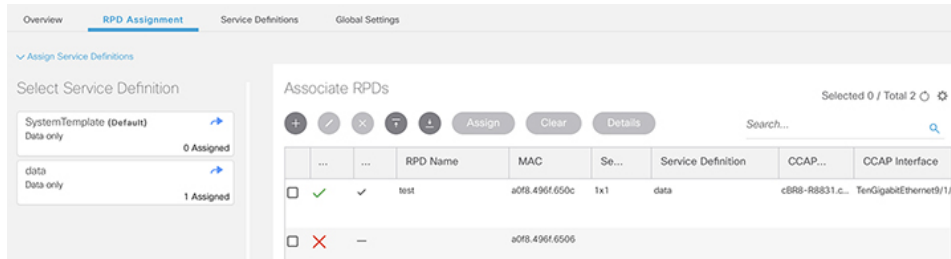 Overview RPD Assignment Service Definitions Global Settings
Assign Service Definitions
Select Service Definition
SystemTemplate (Default)
Data only
0 Assigned
data
Data only
1 Assigned
Associate RPDs
Selected 0 / Total 2
Assign Clear Details Search...
... ... RPD Name MAC Se... Service Definition CCAP... CCAP Interface
test a0f8.496f.650c 1x1 data cBR8-R8831.c... TenGigabitEthernet9/1/
— a0f8.496f.6506